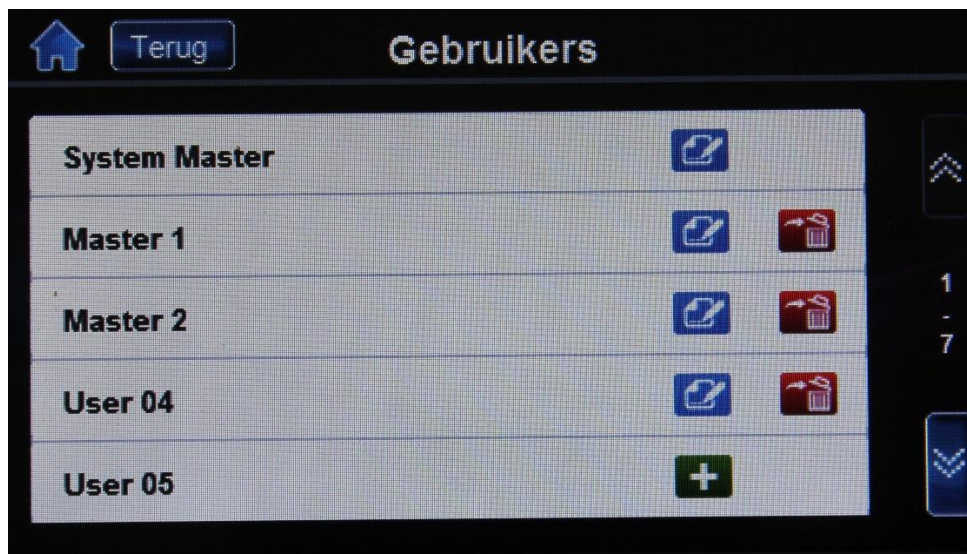 Terug
Gebruikers
System Master
Master 1
Master 2
User 04
User 05
1
-
7